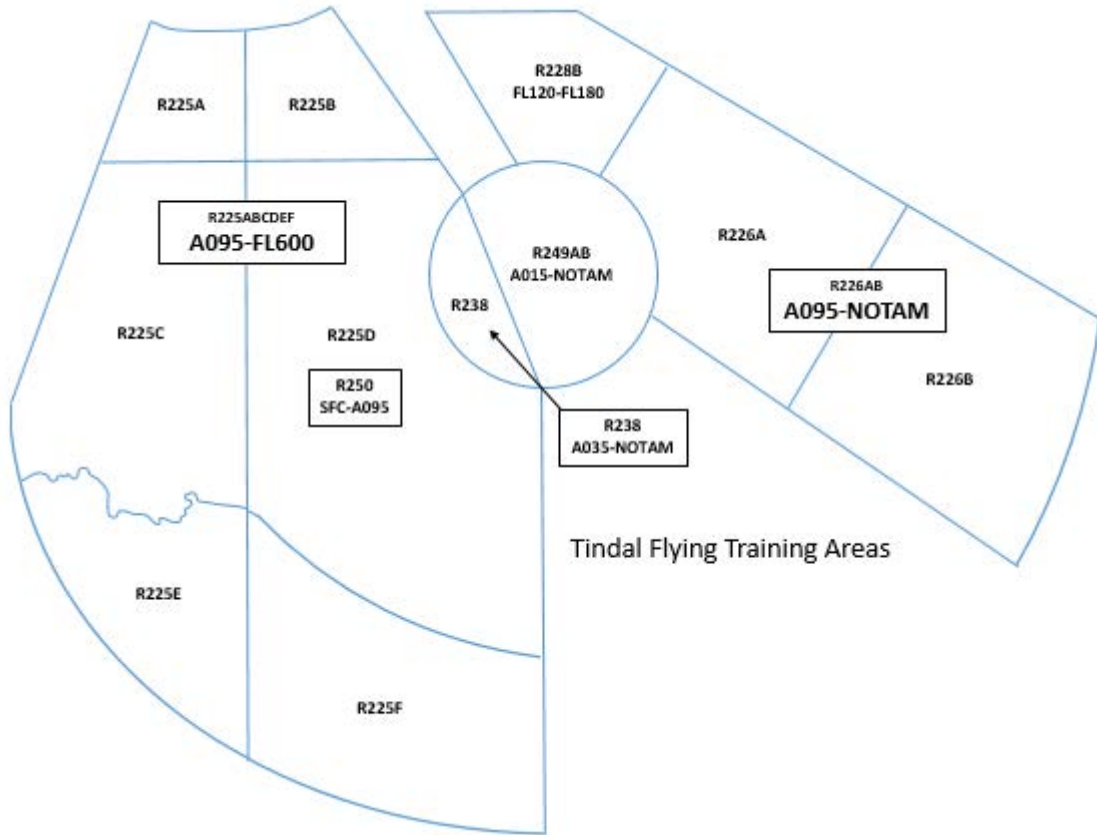 R228B
FL120-FL180
R225A
R225B
R225ABCDEF
A095-FL600
R249AB
A015-NOTAM
R226A
R226AB
A095-NOTAM
R238
R225C
R225D
R226B
R250
SFC-A095
R238
A035-NOTAM
Tindal Flying Training Areas
R225E
R225F